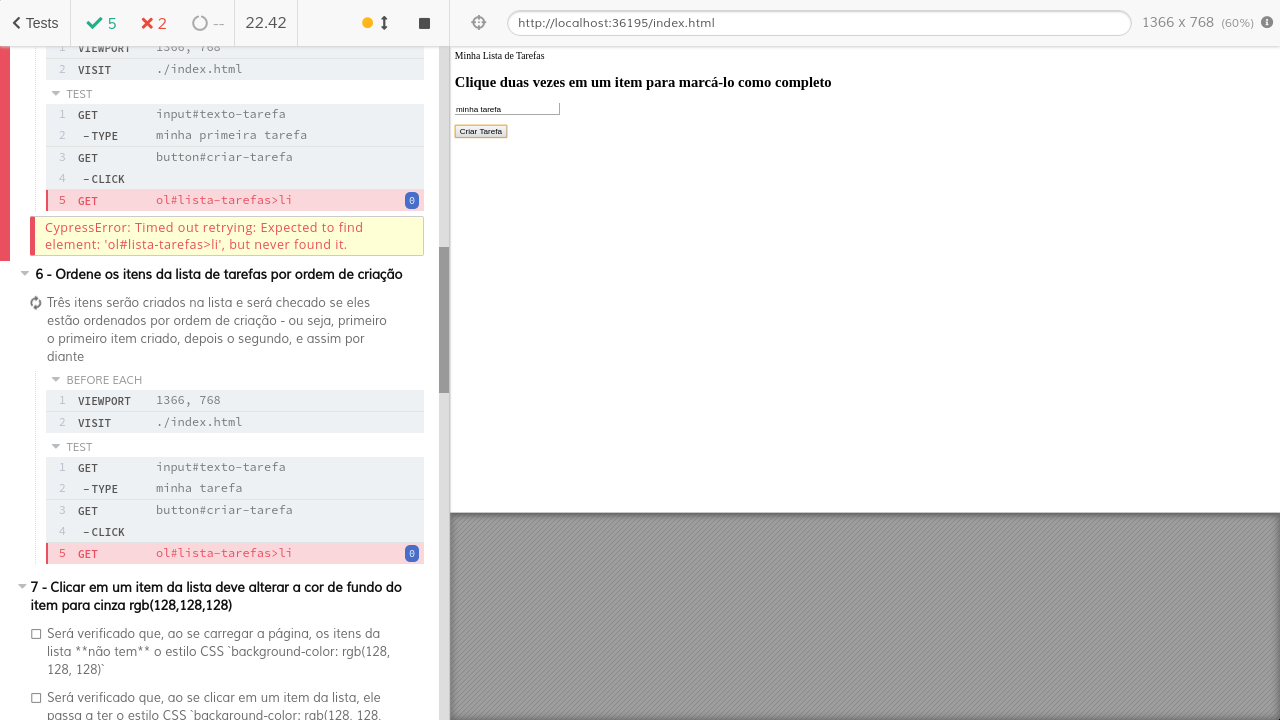 Tests
5
2
--
22.42
http://localhost:36195/index.html
1366 x 768 (60%)
1 VIEWPORT 1366, 768
2 VISIT ./index.html
TEST
1 GET input#texto-tarefa
2 -TYPE minha primeira tarefa
3 GET button#criar-tarefa
4 -CLICK
5 GET ol#lista-tarefas>li 0
CypressError: Timed out retrying: Expected to find
element: 'ol#lista-tarefas>li', but never found it.
6 - Ordene os itens da lista de tarefas por ordem de criação
Três itens serão criados na lista e será checado se eles
estão ordenados por ordem de criação - ou seja, primeiro
o primeiro item criado, depois o segundo, e assim por
diante
BEFORE EACH
1 VIEWPORT 1366, 768
2 VISIT ./index.html
TEST
1 GET input#texto-tarefa
2 -TYPE minha tarefa
3 GET button#criar-tarefa
4 -CLICK
5 GET ol#lista-tarefas>li 0
7 - Clicar em um item da lista deve alterar a cor de fundo do
item para cinza rgb(128,128,128)
Será verificado que, ao se carregar a página, os itens da
lista **não tem** o estilo CSS `background-color: rgb(128,
128, 128)`
Será verificado que, ao se clicar em um item da lista, ele
passa a ter o estilo CSS `background-color: rgb(128, 128,
Minha Lista de Tarefas
Clique duas vezes em um item para marcá-lo como completo
minha tarefa
Criar Tarefa